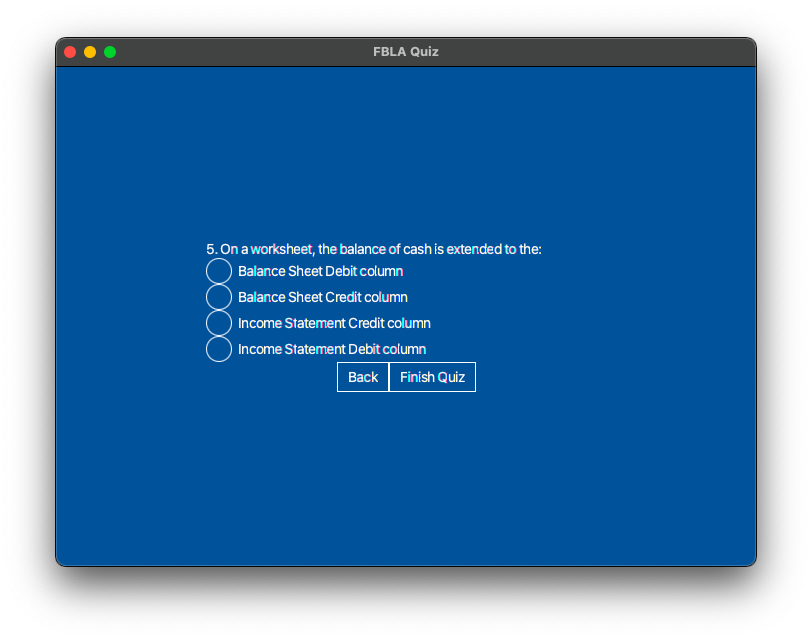 FBLA Quiz
5. On a worksheet, the balance of cash is extended to the:
Balance Sheet Debit column
Balance Sheet Credit column
Income Statement Credit column
Income Statement Debit column
Back Finish Quiz